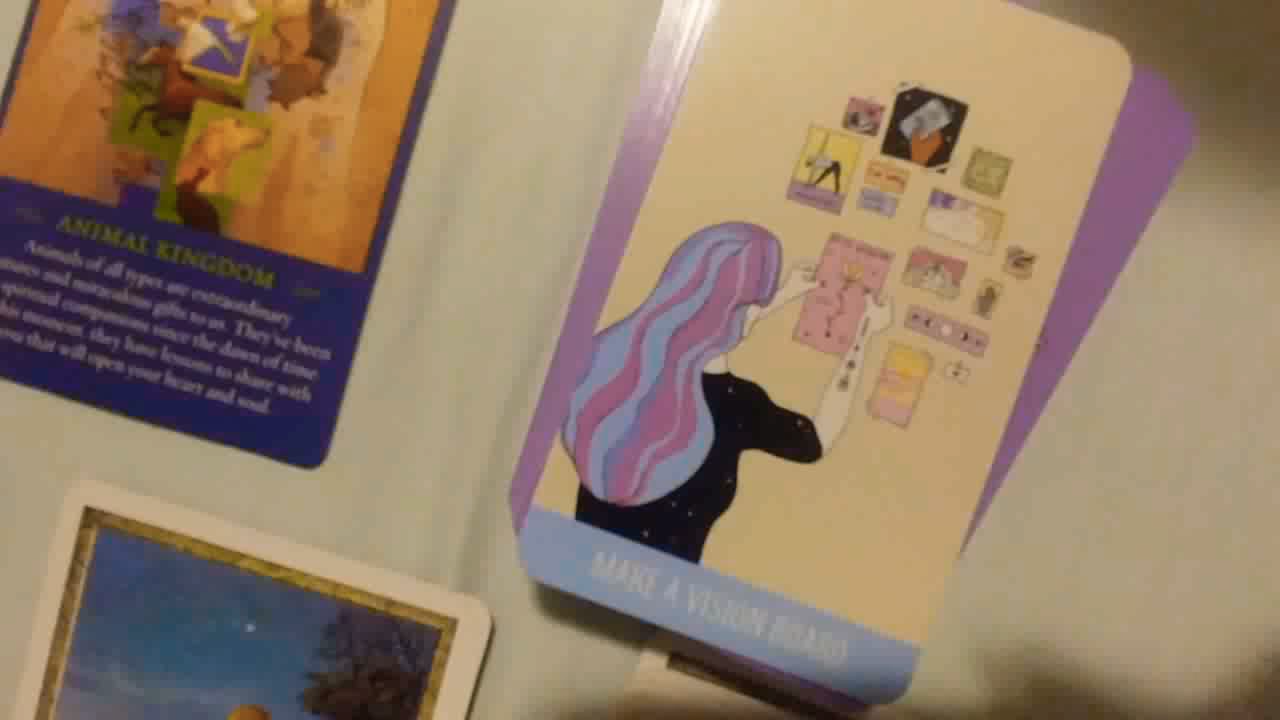 ANIMAL KINGDOM
Animals of all types are extraordinary
and miraculous gifts to us. They've been
spiritual companions since the dawn of time
this moment, they have lessons to share with
you that will open your heart and soul.
MAKE A VISION BOARD